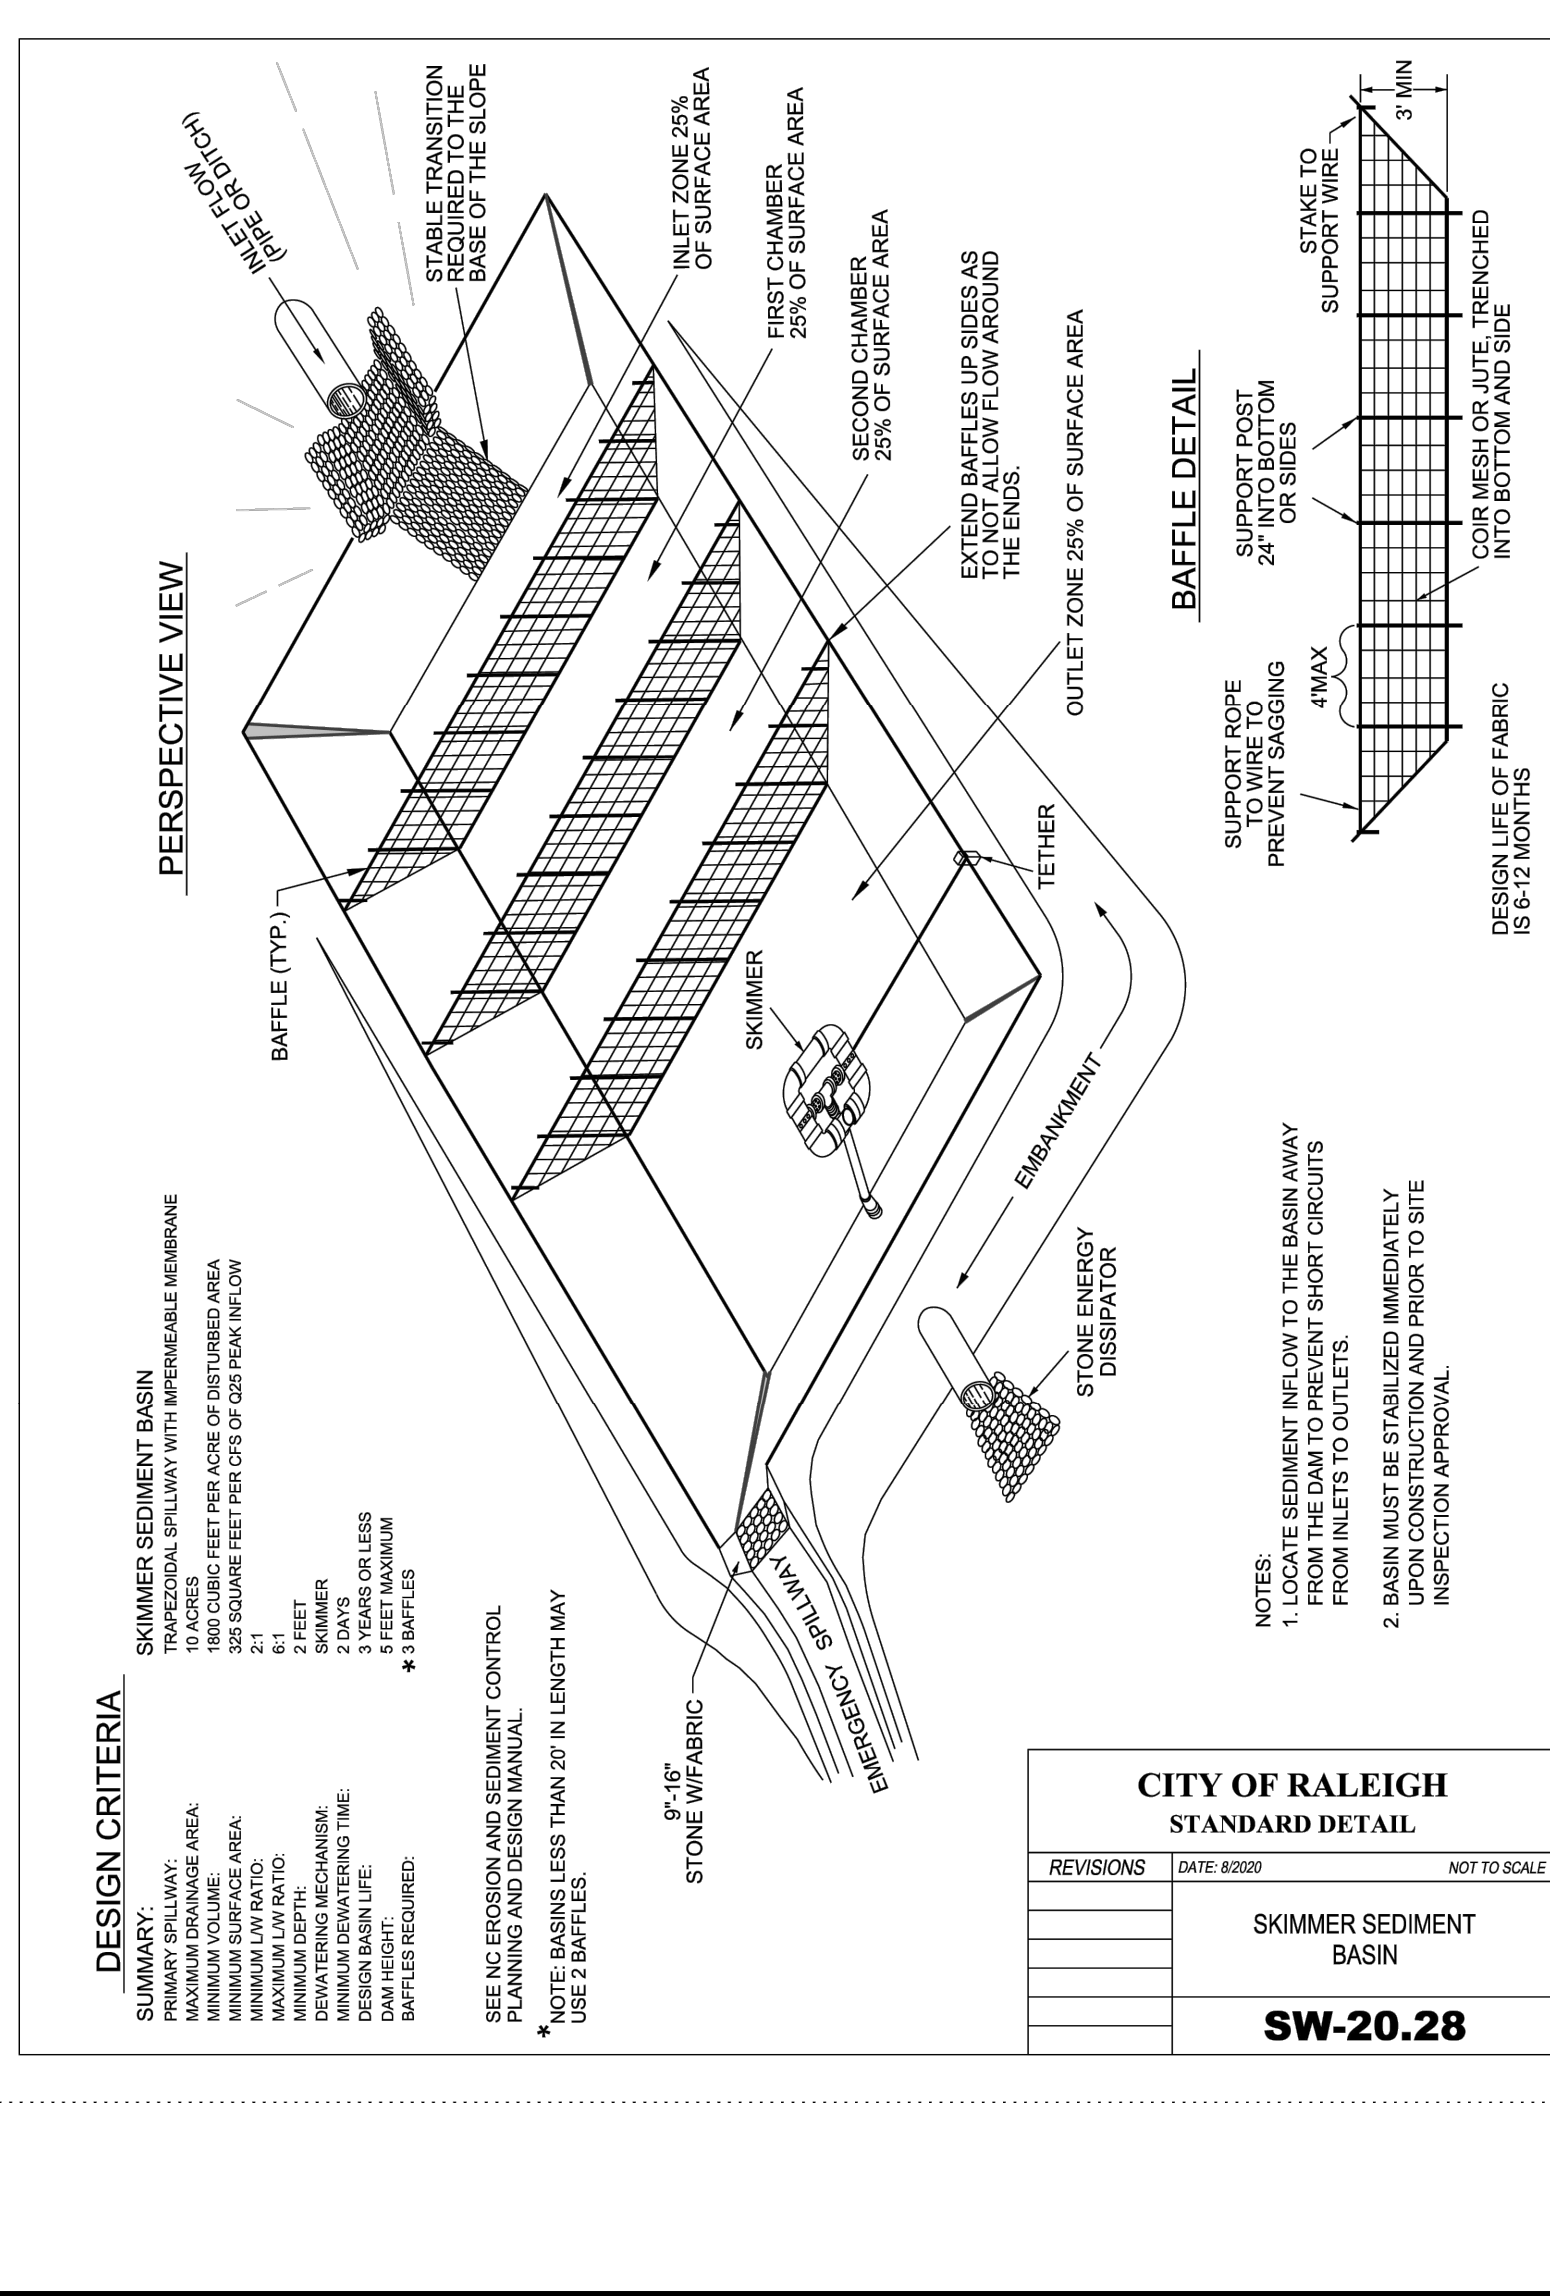 DESIGN CRITERIA
SUMMARY: SKIMMER SEDIMENT BASIN
PRIMARY SPILLWAY: TRAPEZOIDAL SPILLWAY WITH IMPERMEABLE MEMBRANE
MAXIMUM DRAINAGE AREA: 10 ACRES
MINIMUM VOLUME: 1800 CUBIC FEET PER ACRE OF DISTURBED AREA
MINIMUM SURFACE AREA: 325 SQUARE FEET PER CFS OF Q25 PEAK INFLOW
MINIMUM L/W RATIO: 2:1
MAXIMUM L/W RATIO: 6:1
MINIMUM DEPTH: 2 FEET
DEWATERING MECHANISM: SKIMMER
MINIMUM DEWATERING TIME: 2 DAYS
DESIGN BASIN LIFE: 3 YEARS OR LESS
DAM HEIGHT: 5 FEET MAXIMUM
BAFFLES REQUIRED: * 3 BAFFLES
SEE NC EROSION AND SEDIMENT CONTROL
PLANNING AND DESIGN MANUAL.
*NOTE: BASINS LESS THAN 20' IN LENGTH MAY
USE 2 BAFFLES.
PERSPECTIVE VIEW
INLET FLOW
(PIPE OR DITCH)
STABLE TRANSITION
REQUIRED TO THE
BASE OF THE SLOPE
INLET ZONE 25%
OF SURFACE AREA
FIRST CHAMBER
25% OF SURFACE AREA
SECOND CHAMBER
25% OF SURFACE AREA
EXTEND BAFFLES UP SIDES AS
TO NOT ALLOW FLOW AROUND
THE ENDS.
OUTLET ZONE 25% OF SURFACE AREA
BAFFLE (TYP.)
SKIMMER
TETHER
EMBANKMENT
STONE ENERGY
DISSIPATOR
9"-16"
STONE W/FABRIC
EMERGENCY SPILLWAY
BAFFLE DETAIL
SUPPORT ROPE
TO WIRE TO
PREVENT SAGGING
4'MAX
SUPPORT POST
24" INTO BOTTOM
OR SIDES
STAKE TO
SUPPORT WIRE
3' MIN
COIR MESH OR JUTE, TRENCHED
INTO BOTTOM AND SIDE
DESIGN LIFE OF FABRIC
IS 6-12 MONTHS
NOTES:
1. LOCATE SEDIMENT INFLOW TO THE BASIN AWAY
FROM THE DAM TO PREVENT SHORT CIRCUITS
FROM INLETS TO OUTLETS.
2. BASIN MUST BE STABILIZED IMMEDIATELY
UPON CONSTRUCTION AND PRIOR TO SITE
INSPECTION APPROVAL.
CITY OF RALEIGH
STANDARD DETAIL
REVISIONS
DATE: 8/2020 NOT TO SCALE
SKIMMER SEDIMENT
BASIN
SW-20.28